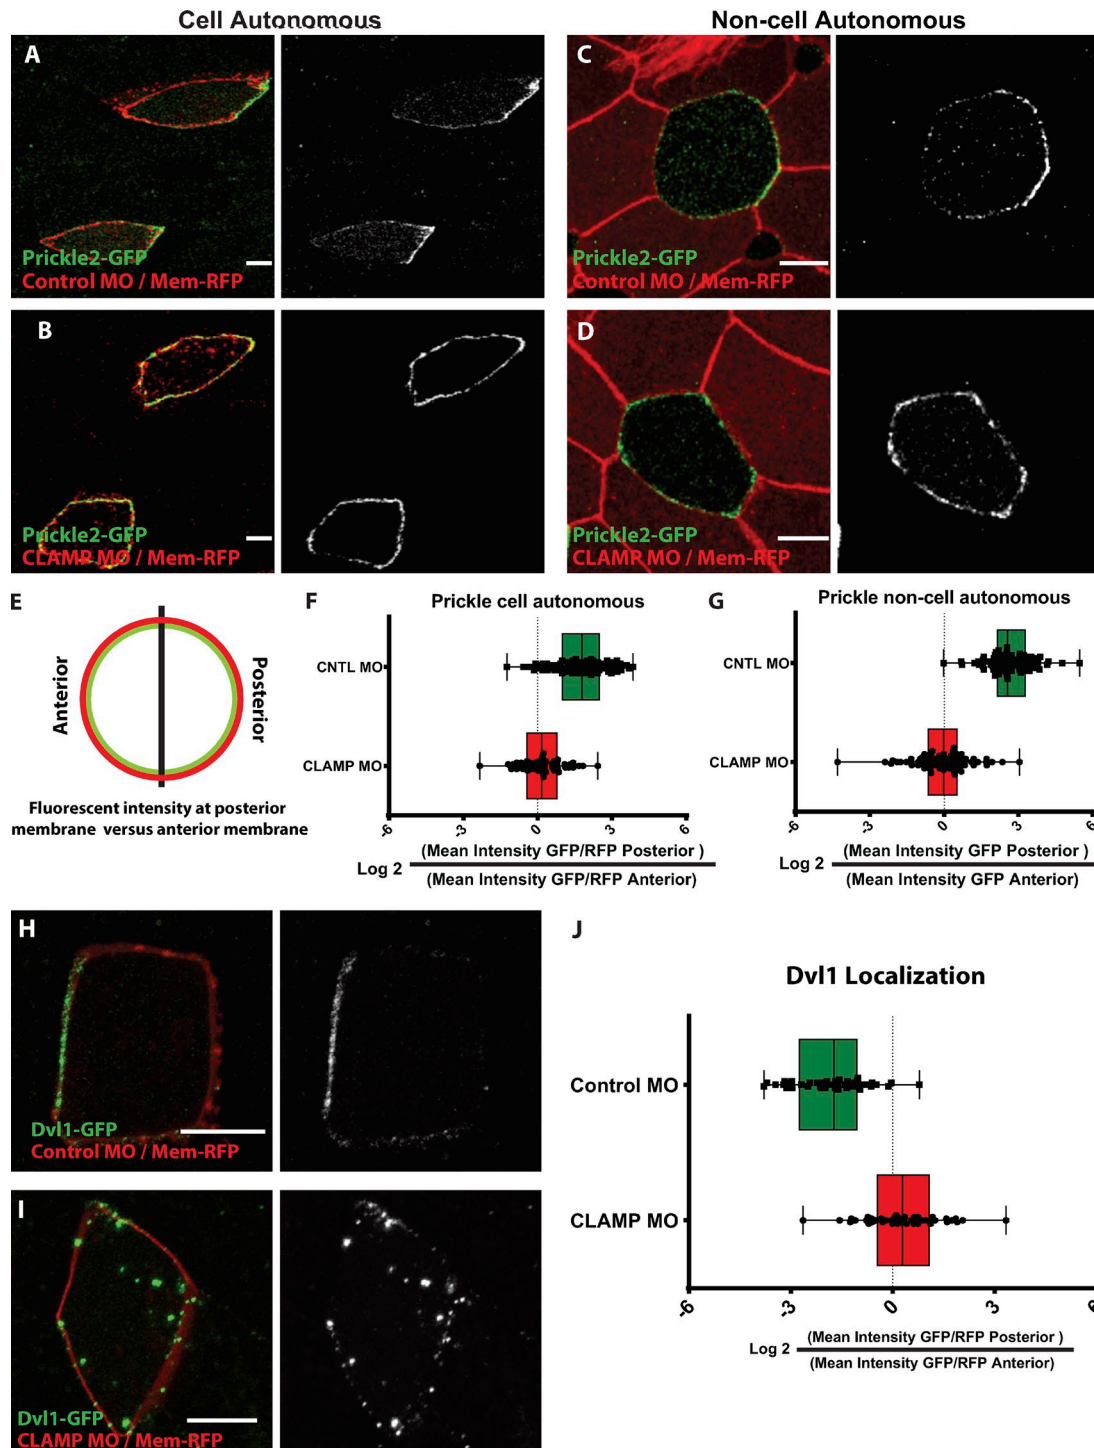 Cell Autonomous
Non-cell Autonomous
A
Prickle2-GFP
Control MO / Mem-RFP
C
Prickle2-GFP
Control MO / Mem-RFP
B
Prickle2-GFP
CLAMP MO / Mem-RFP
D
Prickle2-GFP
CLAMP MO / Mem-RFP
E
Anterior
Posterior
Fluorescent intensity at posterior
membrane versus anterior membrane
F
Prickle cell autonomous
CNTL MO
CLAMP MO
-6 -3 0 3 6
Log 2 (Mean Intensity GFP/RFP Posterior )
(Mean Intensity GFP/RFP Anterior)
G
Prickle non-cell autonomous
CNTL MO
CLAMP MO
-6 -3 0 3 6
Log 2 (Mean Intensity GFP Posterior )
(Mean Intensity GFP Anterior)
H
Dvl1-GFP
Control MO / Mem-RFP
I
Dvl1-GFP
CLAMP MO / Mem-RFP
J
Dvl1 Localization
Control MO
CLAMP MO
-6 -3 0 3 6
Log 2 (Mean Intensity GFP/RFP Posterior )
(Mean Intensity GFP/RFP Anterior)